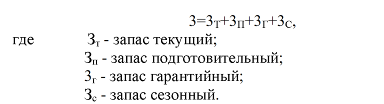 З=З_Т+З_П+З_Г+З_С,
где З_т - запас текущий;
З_п - запас подготовительный;
З_г - запас гарантийный;
З_с - запас сезонный.